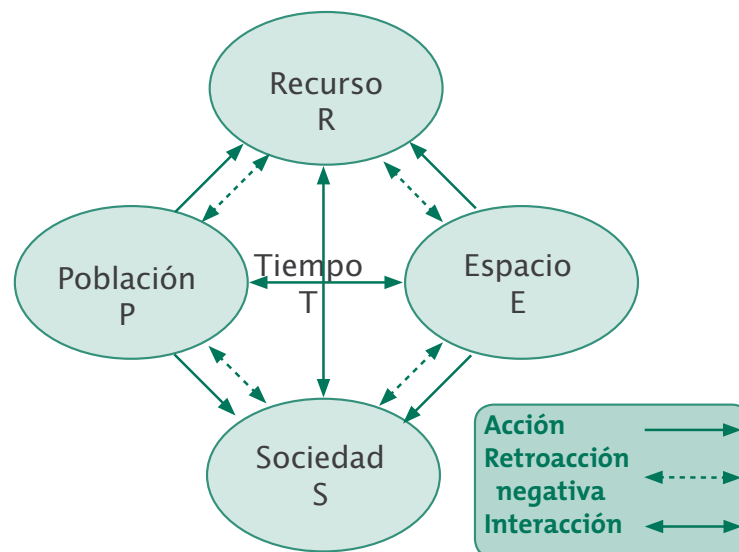 Recurso
R
Población
P
Tiempo
T
Espacio
E
Sociedad
S
Acción
Retroacción
negativa
Interacción